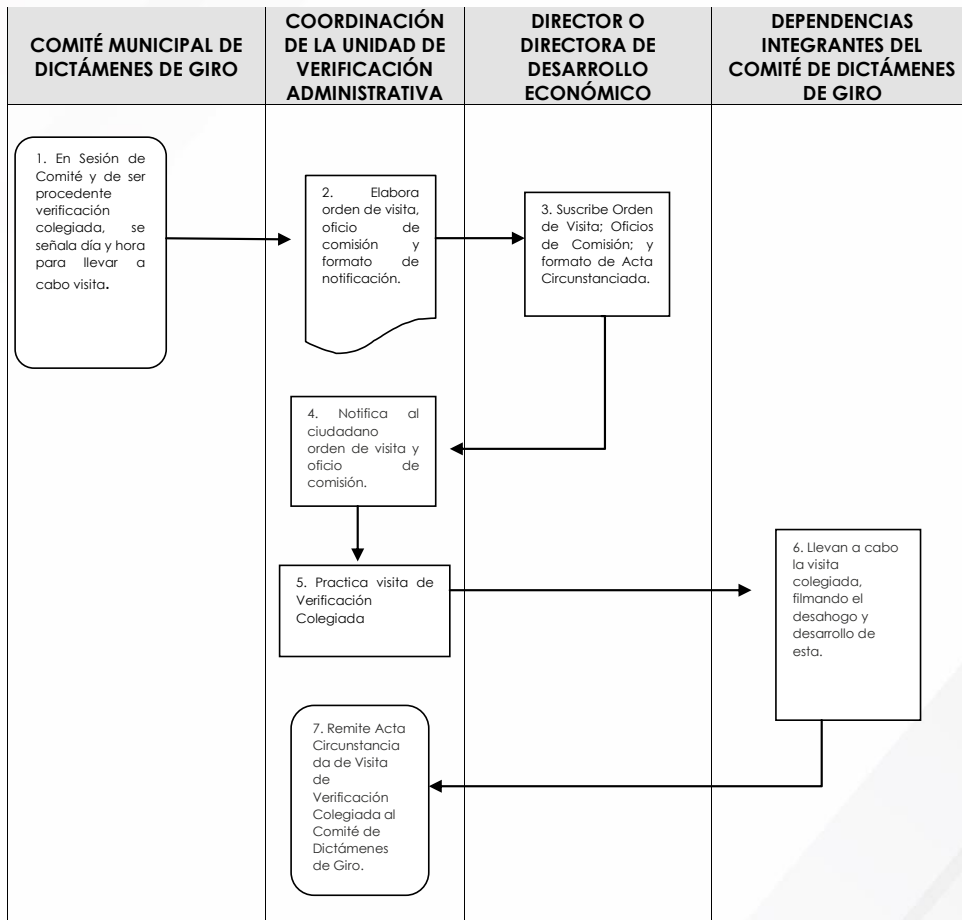 COMITÉ MUNICIPAL DE
DICTÁMENES DE GIRO
COORDINACIÓN
DE LA UNIDAD DE
VERIFICACIÓN
ADMINISTRATIVA
DIRECTOR O
DIRECTORA DE
DESARROLLO
ECONÓMICO
DEPENDENCIAS
INTEGRANTES DEL
COMITÉ DE DICTÁMENES
DE GIRO
1. En Sesión de
Comité y de ser
procedente
verificación
colegiada, se
señala día y hora
para llevar a
cabo visita.
2. Elabora
orden de visita,
oficio de
comisión y
formato de
notificación.
3. Suscribe Orden
de Visita; Oficios
de Comisión; y
formato de Acta
Circunstanciada.
4. Notifica al
ciudadano
orden de visita y
oficio de
comisión.
5. Practica visita de
Verificación
Colegiada
6. Llevan a cabo
la visita
colegiada,
filmando el
desahogo y
desarrollo de
esta.
7. Remite Acta
Circunstancia
da de Visita
de
Verificación
Colegiada al
Comité de
Dictámenes
de Giro.